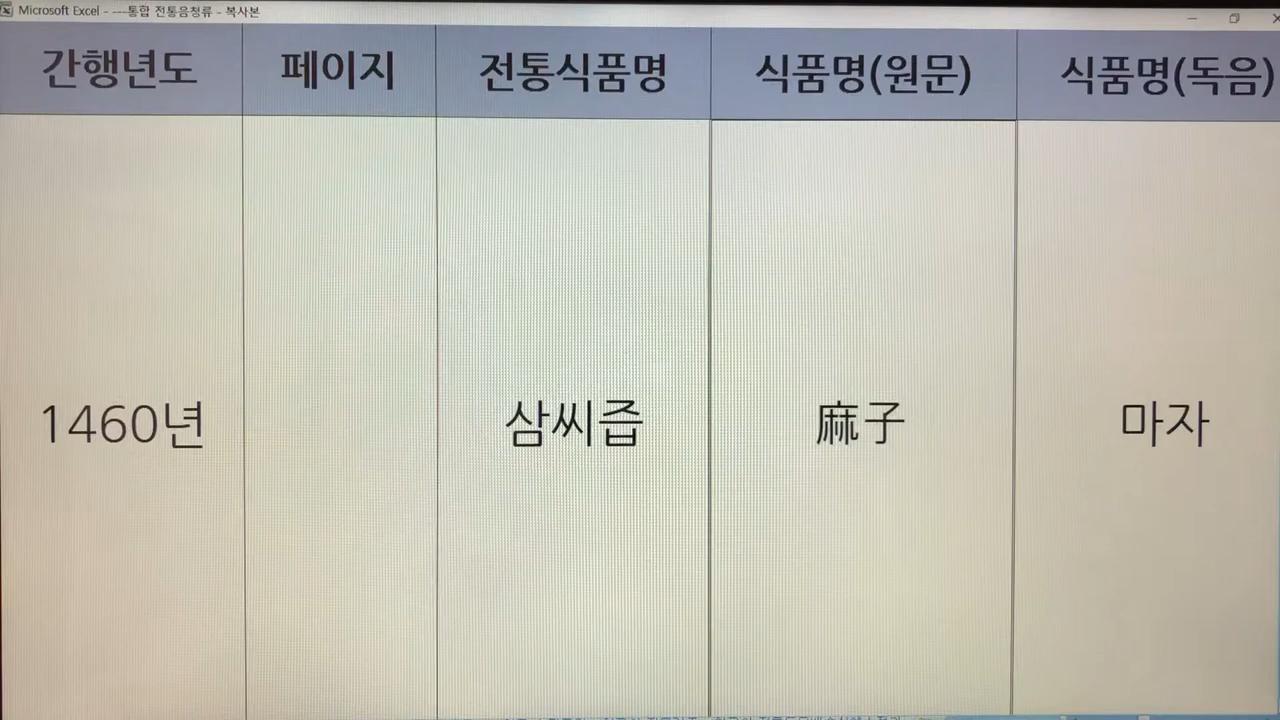 Microsoft Excel - ---통합 전통음청류 - 복사본
간행년도 페이지 전통식품명 식품명(원문) 식품명(독음)
1460년 삼씨즙 麻子 마자